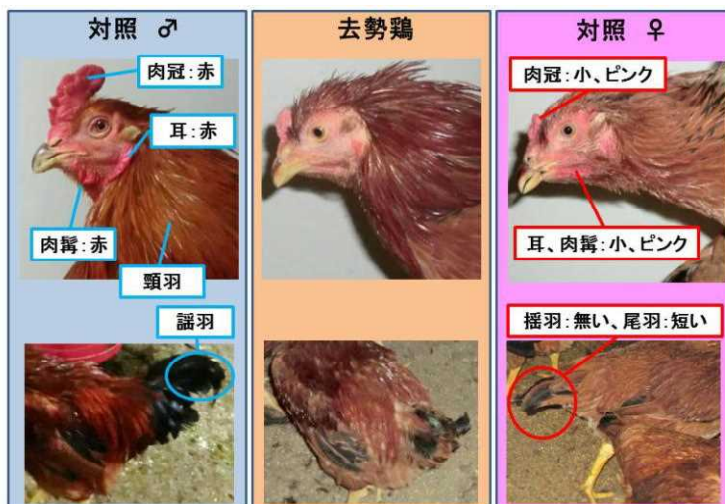 対照 ♂
肉冠：赤
耳：赤
肉髯：赤
頸羽
謡羽
去勢鶏
対照 ♀
肉冠：小、ピンク
耳、肉髯：小、ピンク
揺羽：無い、尾羽：短い